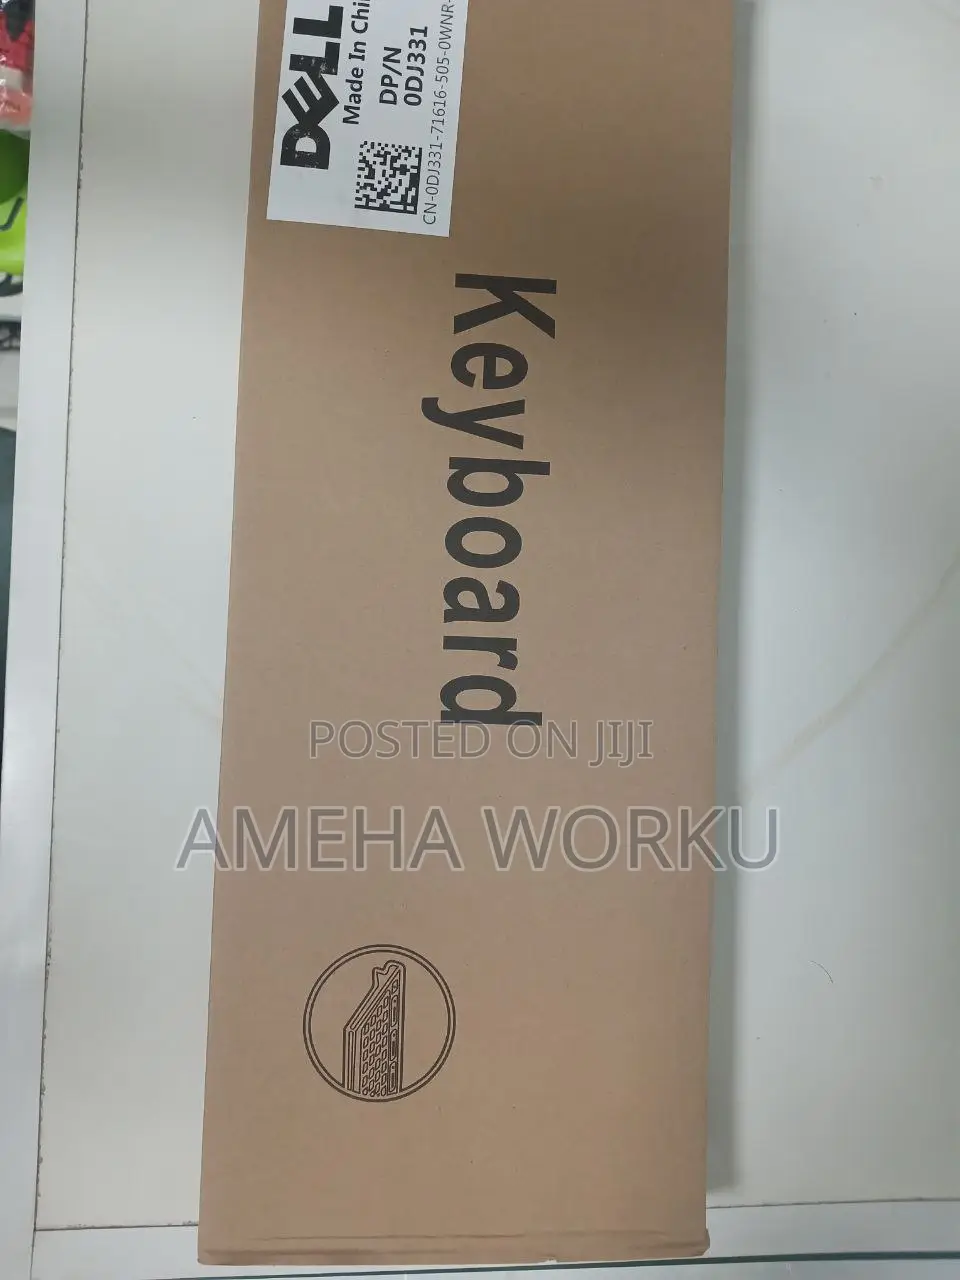 DELL
Made In Chi
DP/N
0DJ331
CN-0DJ331-71616-505-0WNR-
Keyboard
POSTED ON JIJI
AMEHA WORKU